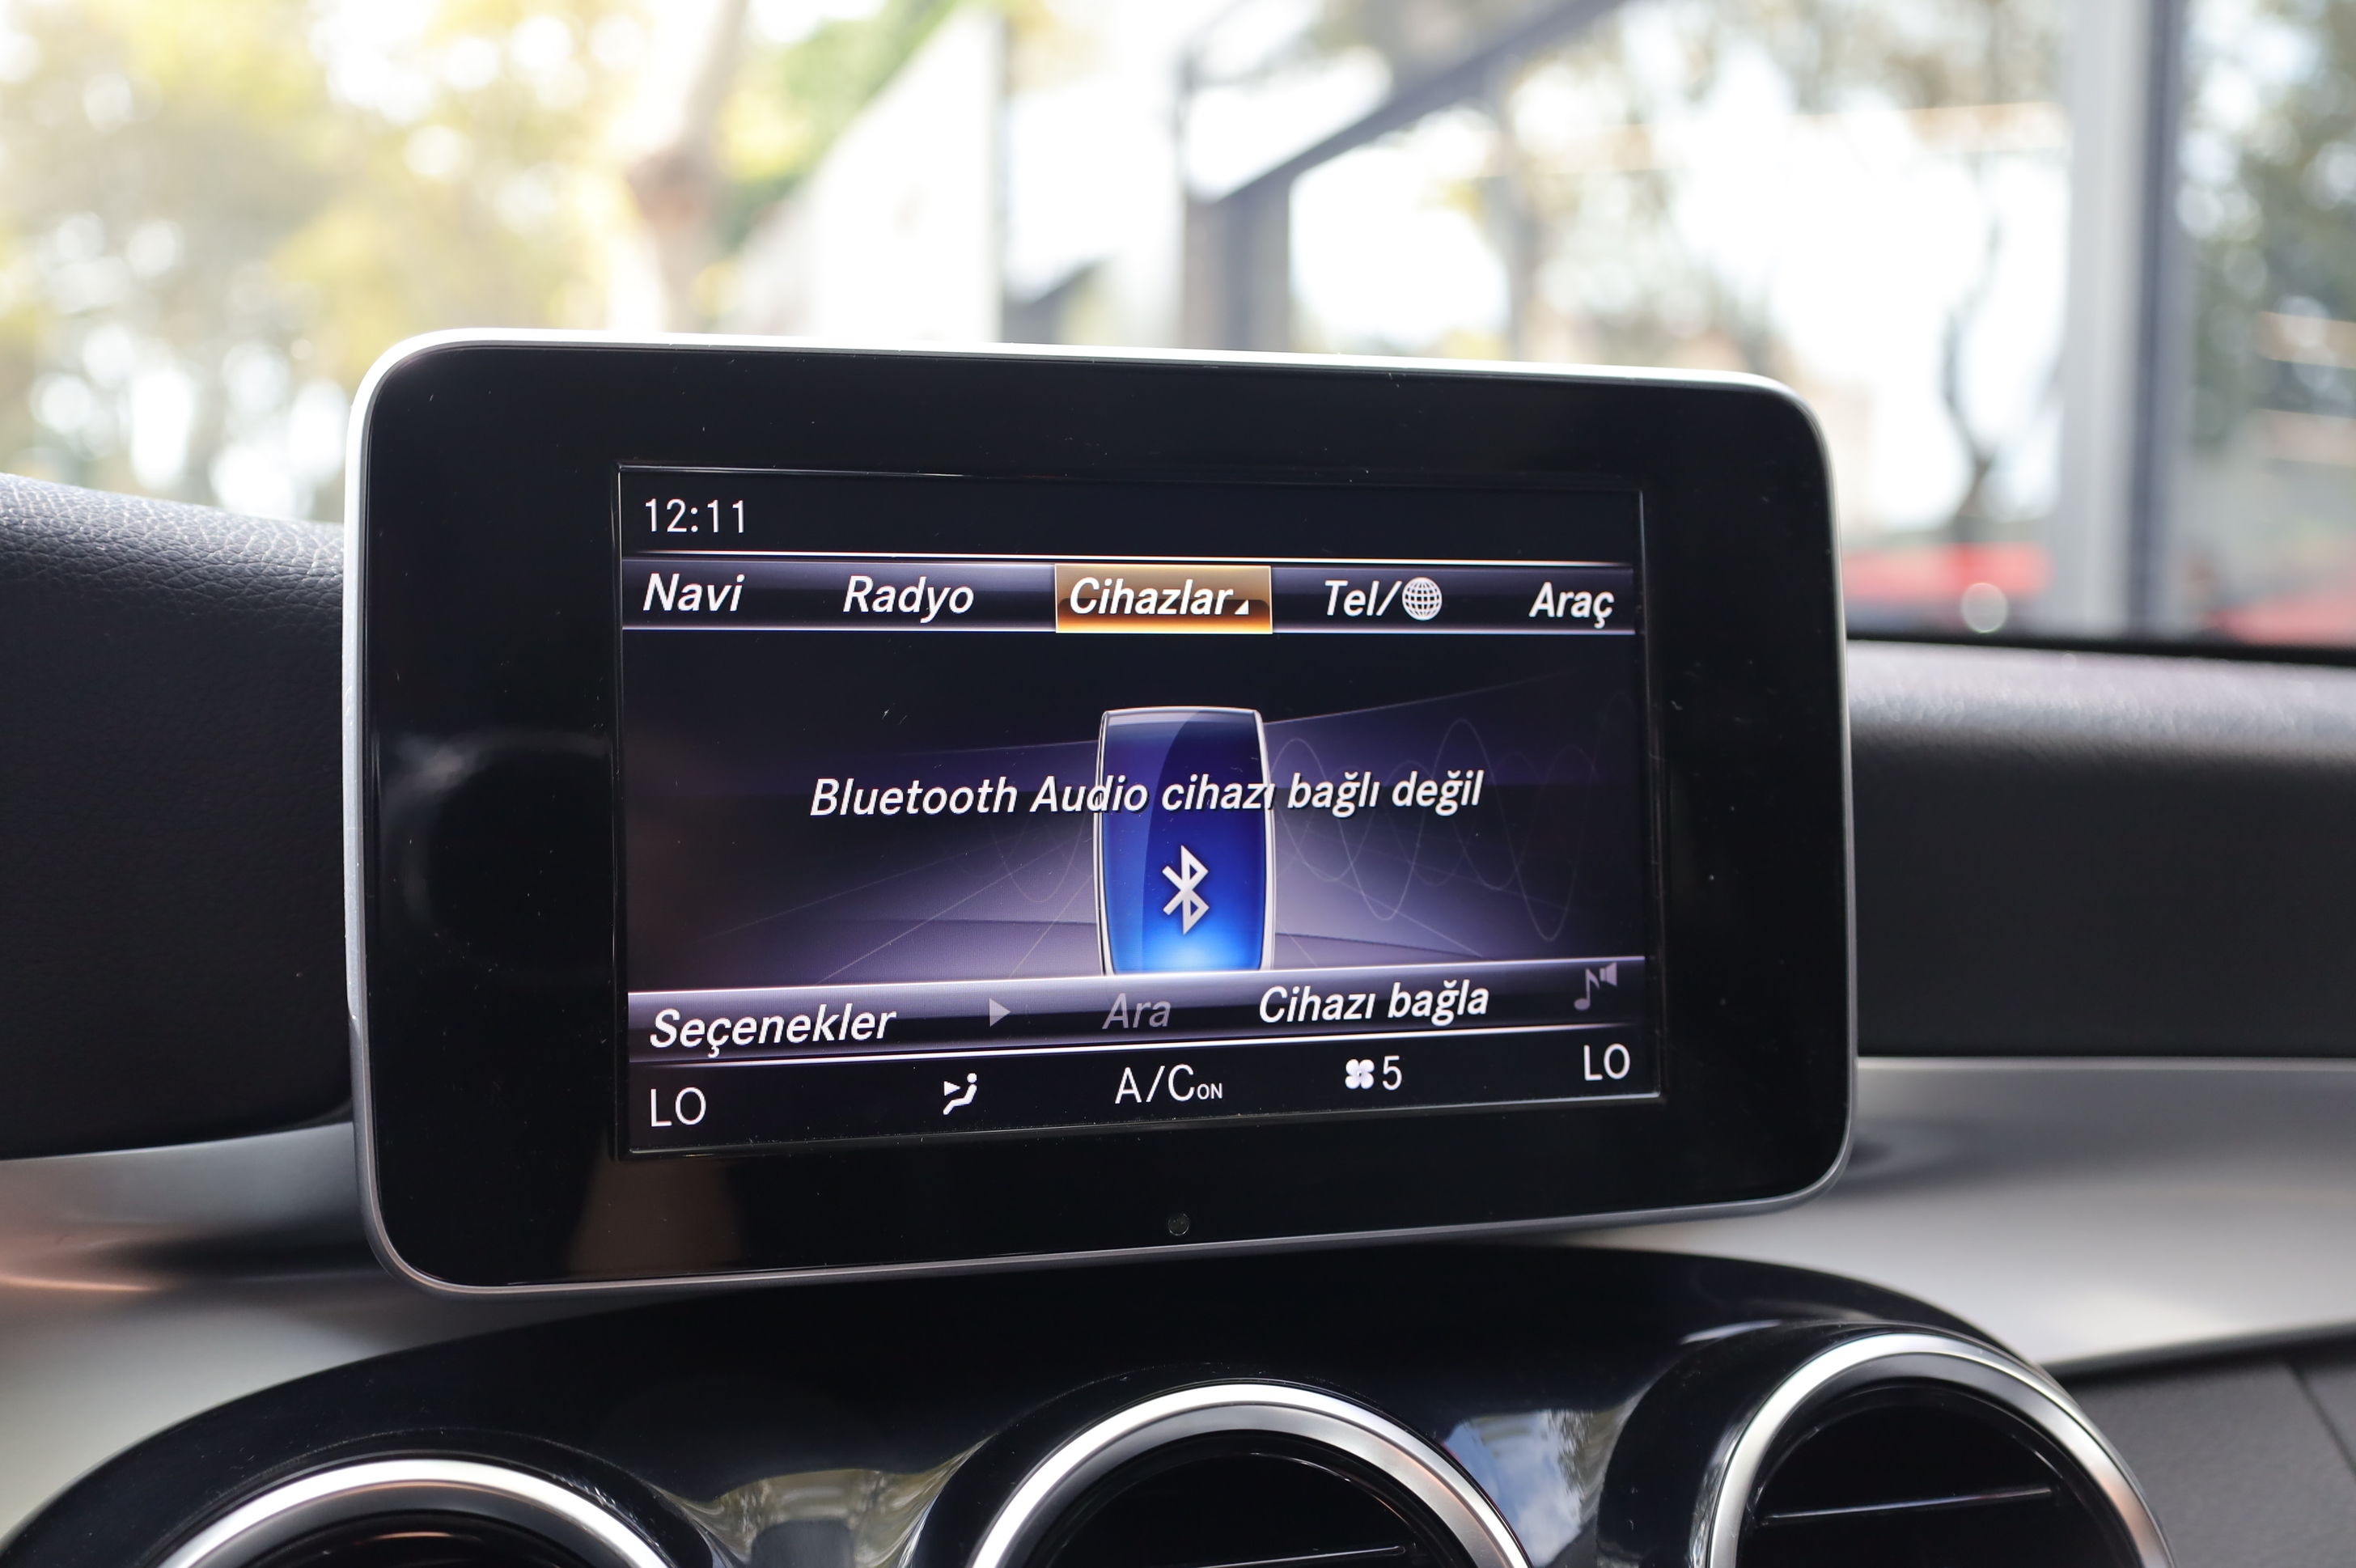 12:11
Navi Radyo Cihazlar Tel/ Araç
Bluetooth Audio cihazı bağlı değil
Seçenekler Ara Cihazı bağla
LO A/C ON 5 LO